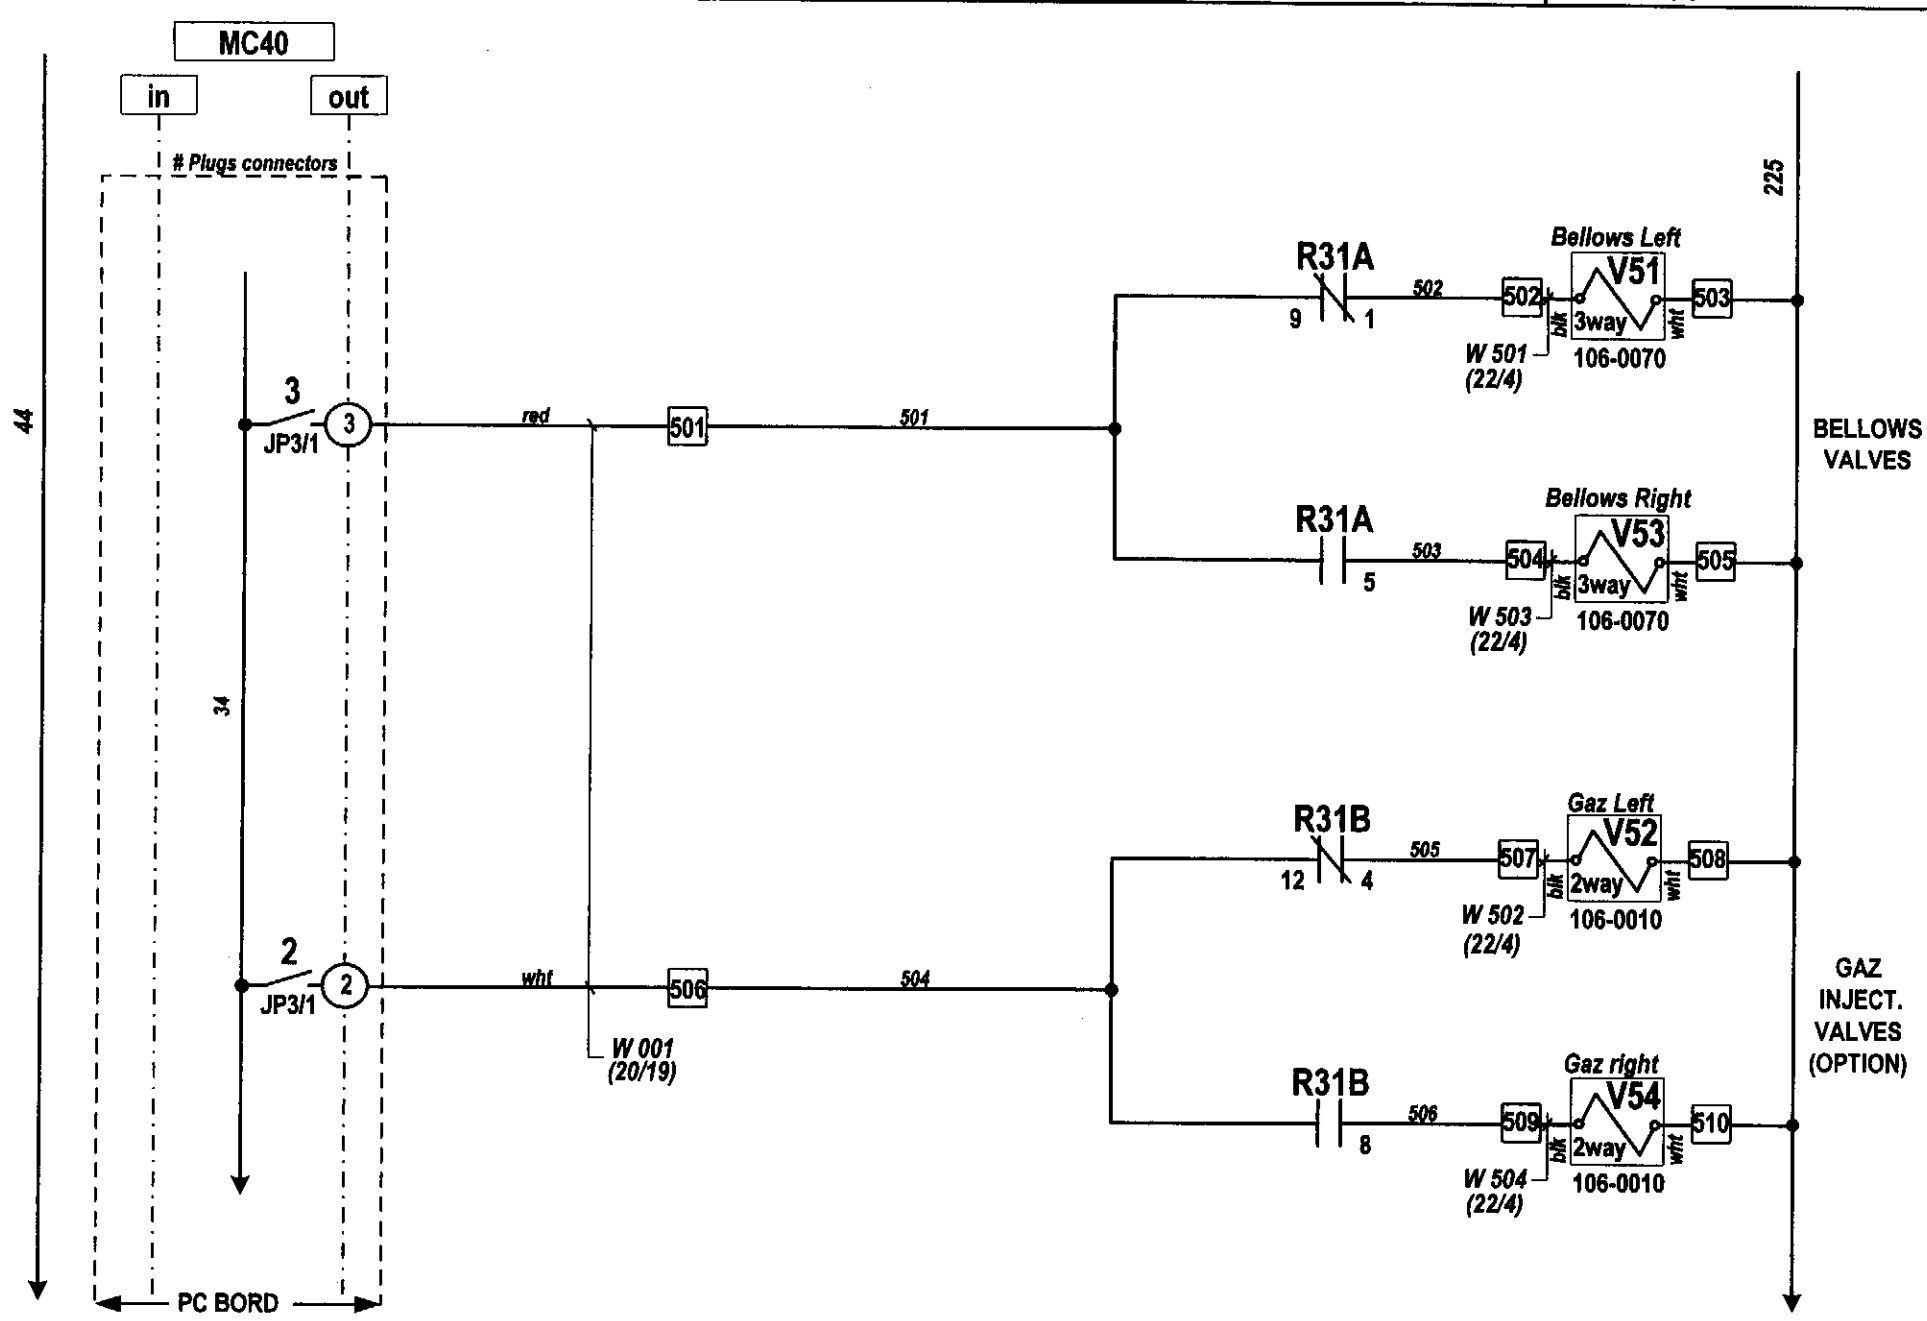 MC40
in
out
# Plugs connectors
225
Bellows Left
R31A
V51
502
502
503
9
1
blk
3way
wht
W 501
(22/4)
106-0070
3
44
red
501
501
3
JP3/1
BELLOWS
VALVES
Bellows Right
R31A
V53
503
504
505
5
blk
3way
wht
W 503
(22/4)
106-0070
34
Gaz Left
R31B
V52
505
507
508
12
4
blk
2way
wht
W 502
(22/4)
106-0010
2
wht
506
504
2
JP3/1
GAZ
INJECT.
VALVES
(OPTION)
W 001
(20/19)
Gaz right
R31B
V54
506
509
510
8
blk
2way
wht
W 504
(22/4)
106-0010
PC BORD